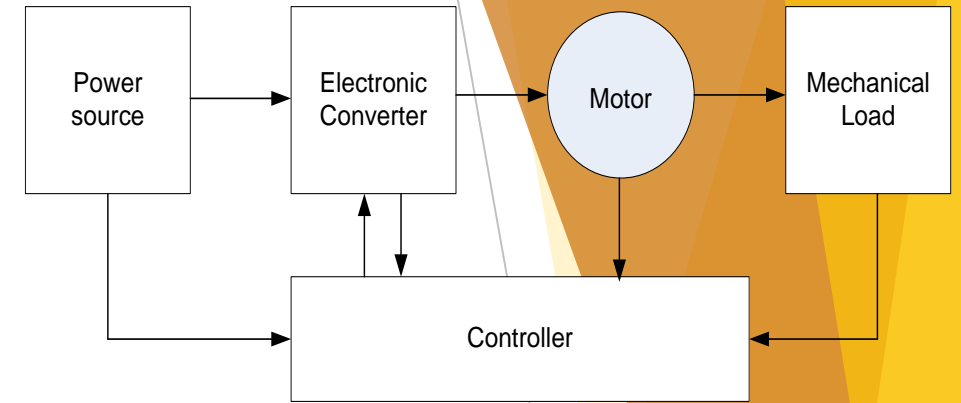 Power
source
Electronic
Converter
Motor
Mechanical
Load
Controller